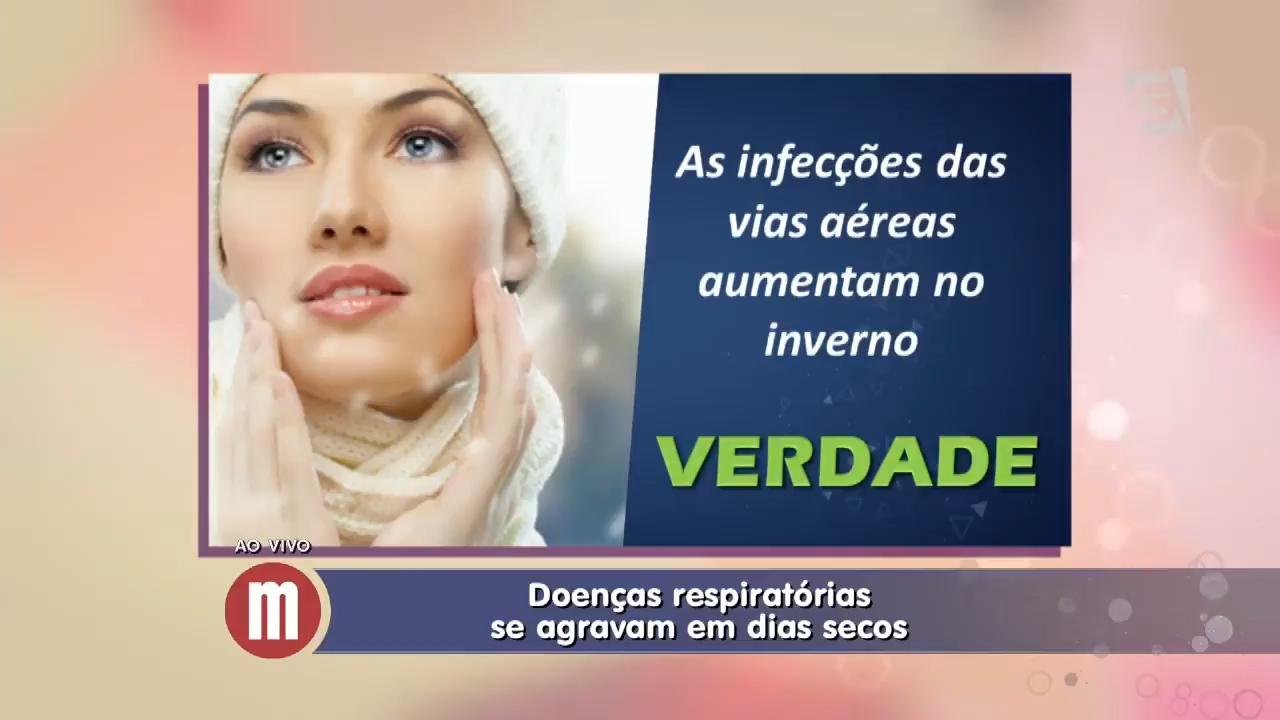 As infecções das
vias aéreas
aumentam no
inverno
VERDADE
AO VIVO
m
Doenças respiratórias
se agravam em dias secos